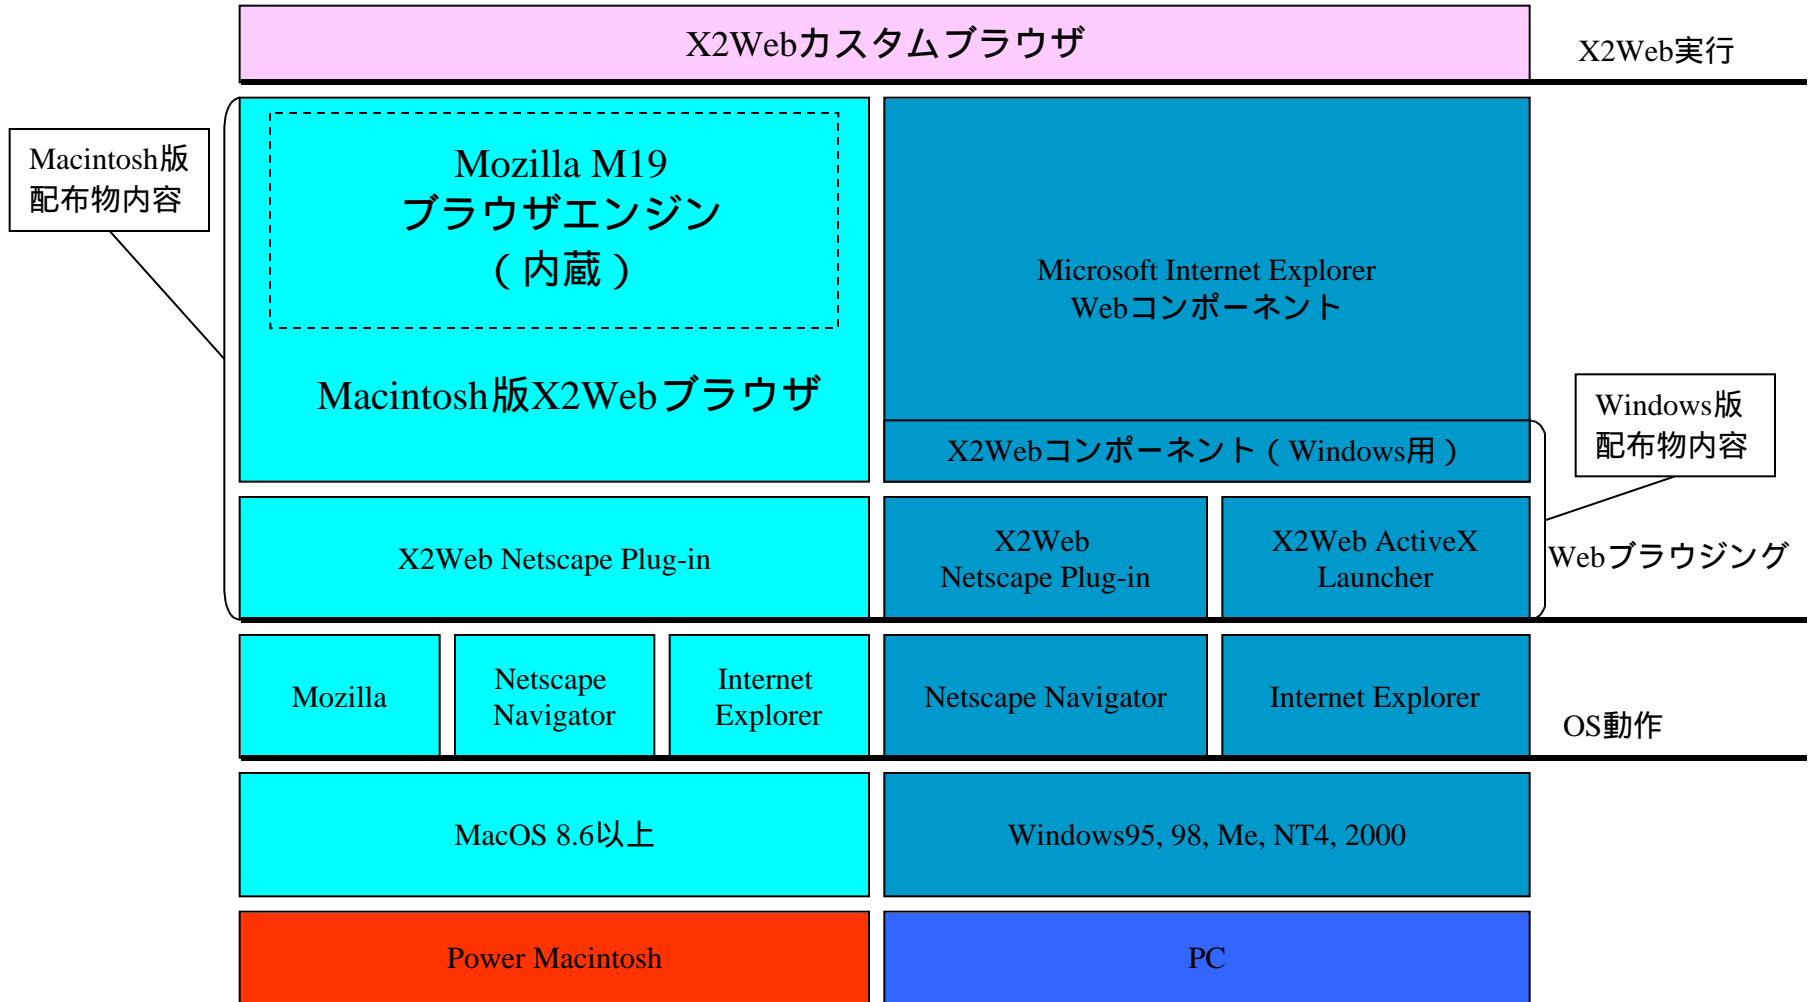 X2Webカスタムブラウザ
X2Web実行
Macintosh版
配布物内容
Mozilla M19
ブラウザエンジン
(内蔵)
Macintosh版X2Webブラウザ
Microsoft Internet Explorer
Webコンポーネント
X2Webコンポーネント(Windows用)
Windows版
配布物内容
X2Web Netscape Plug-in
X2Web
Netscape Plug-in
X2Web ActiveX
Launcher
Webブラウジング
Mozilla
Netscape
Navigator
Internet
Explorer
Netscape Navigator
Internet Explorer
OS動作
MacOS 8.6以上
Windows95, 98, Me, NT4, 2000
Power Macintosh
PC